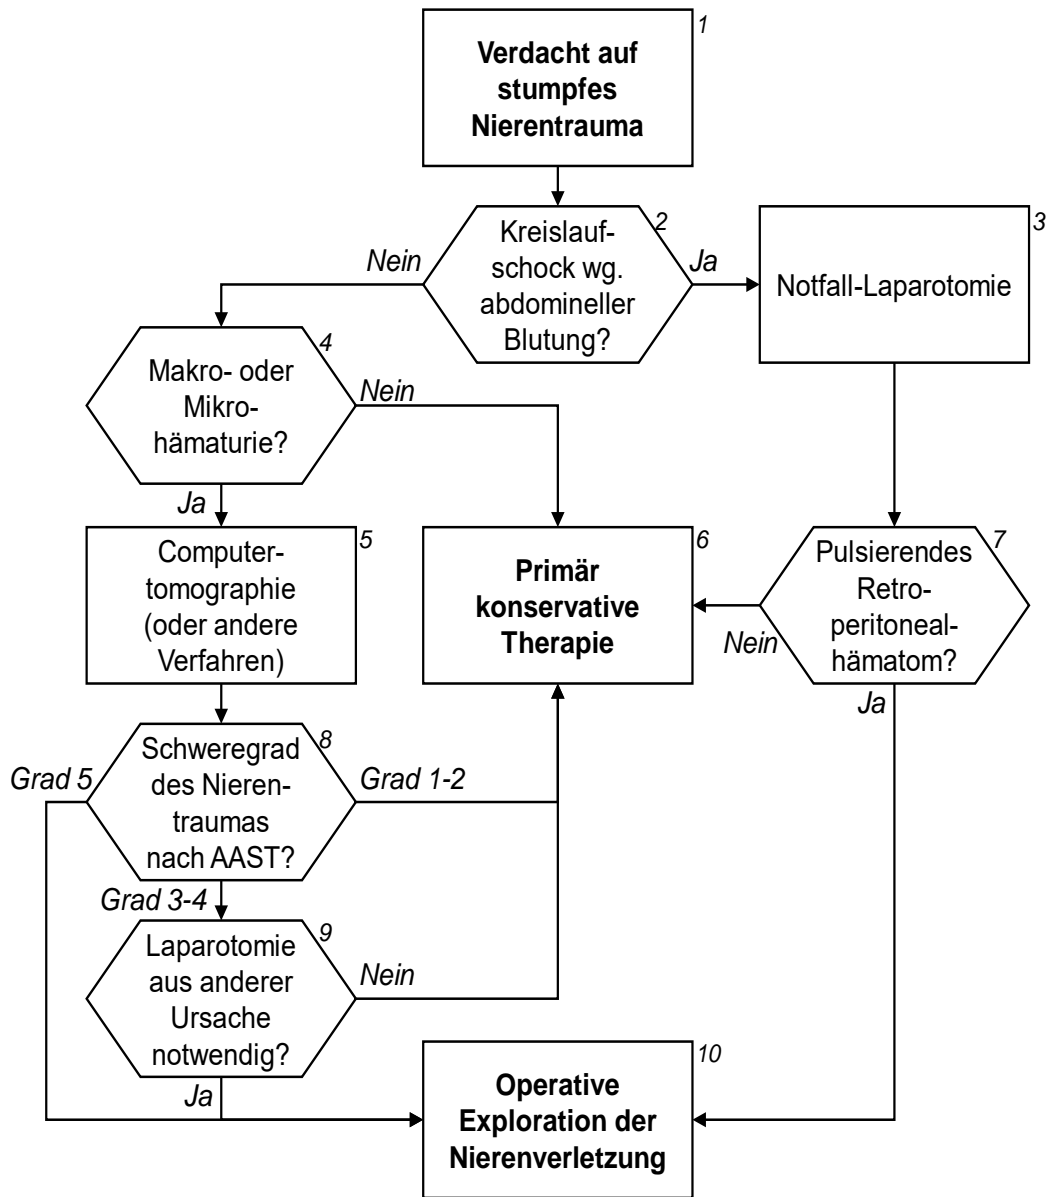 1
Verdacht auf
stumpfes
Nierentrauma
2
Kreislauf-
schock wg.
abdomineller
Blutung?
Nein
Ja
3
Notfall-Laparotomie
4
Makro- oder
Mikro-
hämaturie?
Nein
Ja
5
Computer-
tomographie
(oder andere
Verfahren)
6
Primär
konservative
Therapie
7
Pulsierendes
Retro-
peritoneal-
hämatom?
Nein
Ja
8
Schweregrad
des Nieren-
traumas
nach AAST?
Grad 5
Grad 1-2
Grad 3-4
9
Laparotomie
aus anderer
Ursache
notwendig?
Nein
Ja
10
Operative
Exploration der
Nierenverletzung